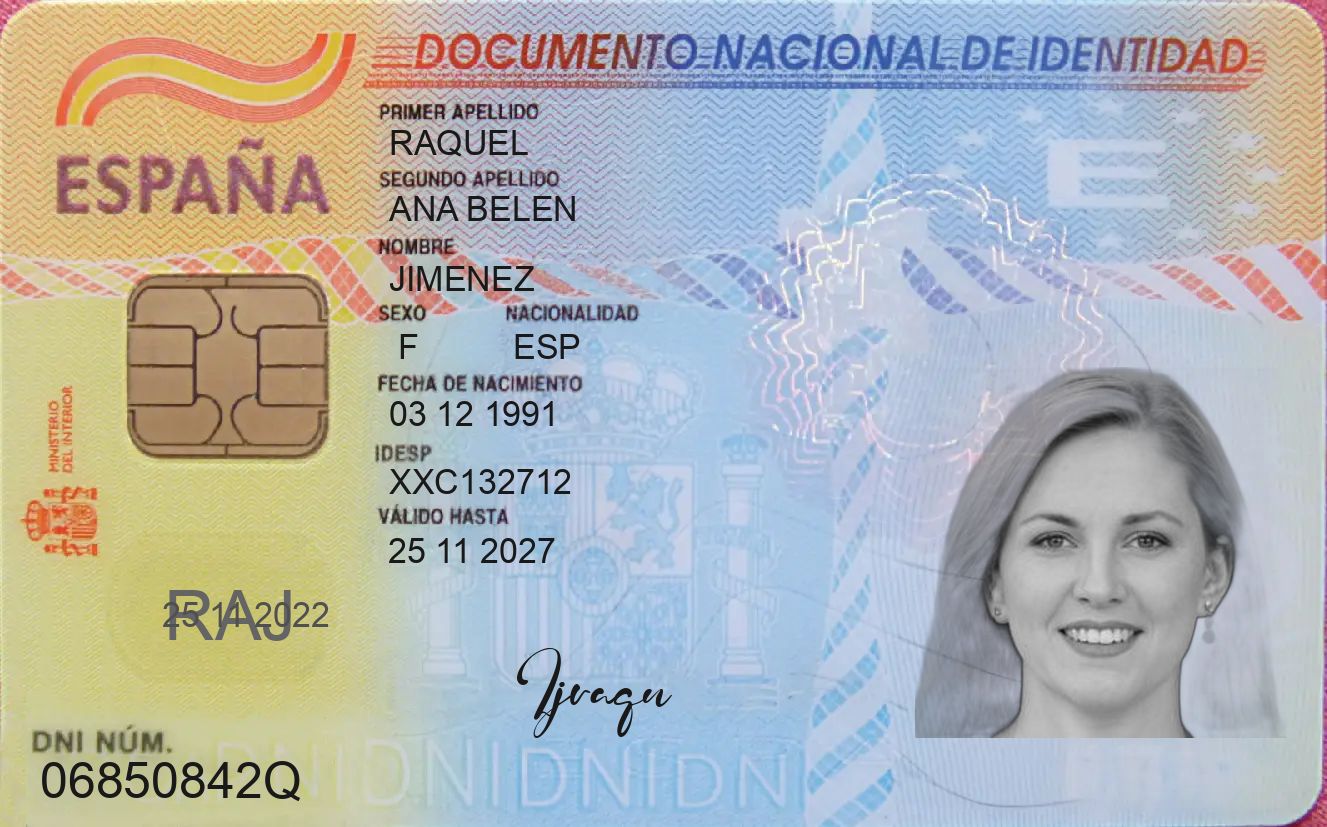 DOCUMENTO NACIONAL DE IDENTIDAD
ESPAÑA
PRIMER APELLIDO
RAQUEL
SEGUNDO APELLIDO
ANA BELEN
NOMBRE
JIMENEZ
SEXO NACIONALIDAD
F ESP
FECHA DE NACIMIENTO
03 12 1991
IDESP
XXC132712
VÁLIDO HASTA
25 11 2027
MINISTERIO
DEL INTERIOR
RAJ
25 11 2022
DNI NÚM.
06850842Q
DNIDNIDNIDNI
E